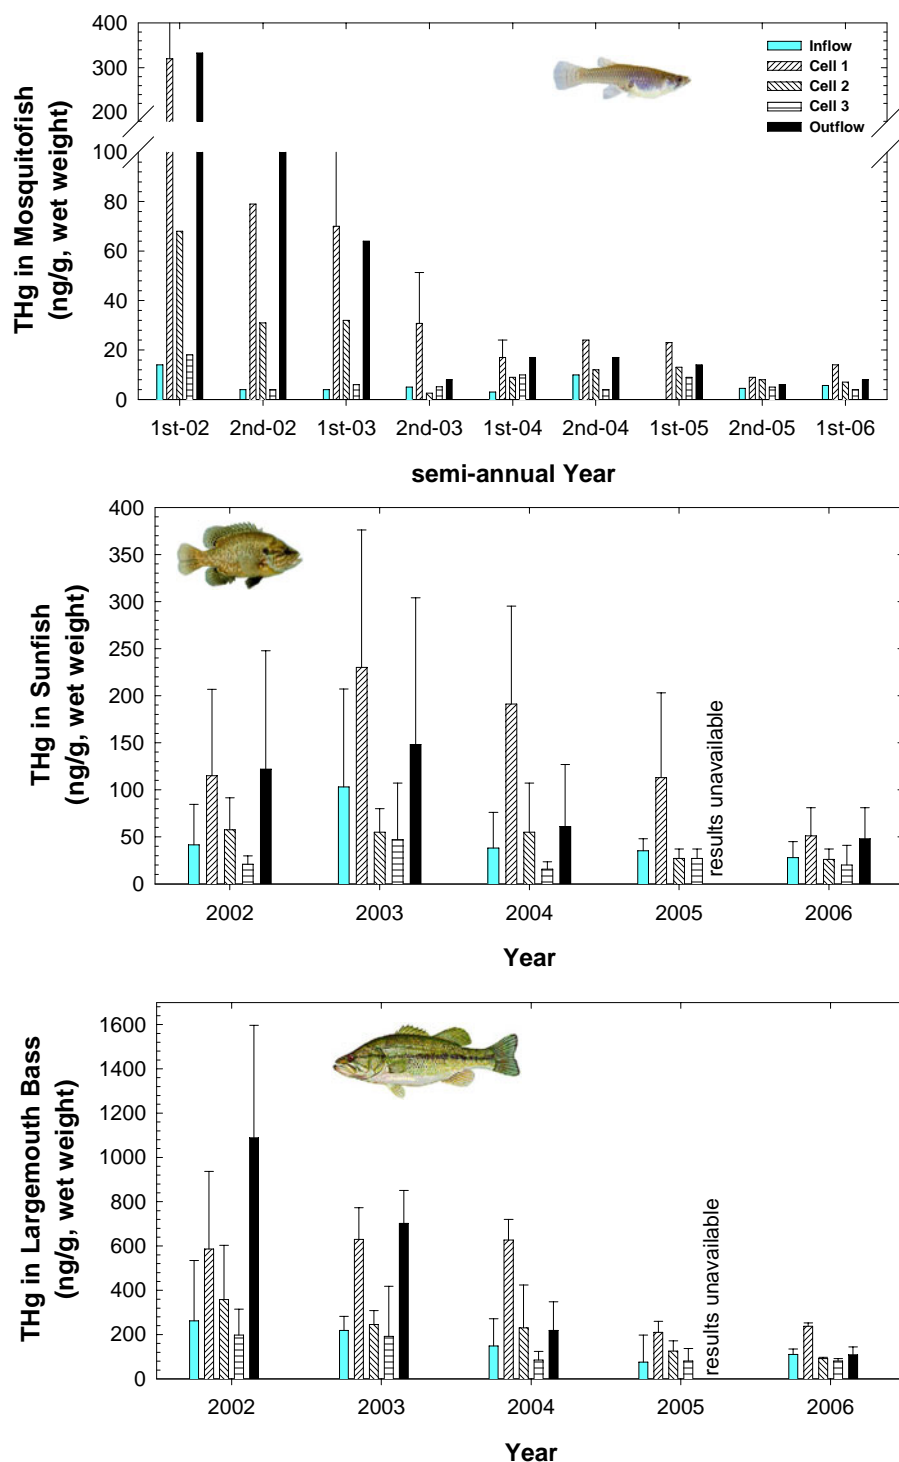 400
300
200
100
80
60
40
20
0
THg in Mosquitofish
(ng/g, wet weight)
Inflow
Cell 1
Cell 2
Cell 3
Outflow
1st-02 2nd-02 1st-03 2nd-03 1st-04 2nd-04 1st-05 2nd-05 1st-06
semi-annual Year
400
350
300
250
200
150
100
50
0
THg in Sunfish
(ng/g, wet weight)
results unavailable
2002 2003 2004 2005 2006
Year
1600
1400
1200
1000
800
600
400
200
0
THg in Largemouth Bass
(ng/g, wet weight)
results unavailable
2002 2003 2004 2005 2006
Year